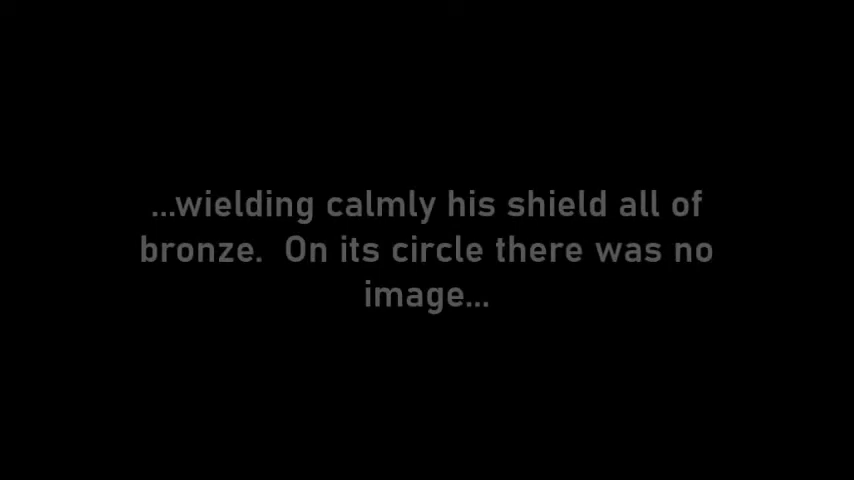 ...wielding calmly his shield all of
bronze.  On its circle there was no
image...